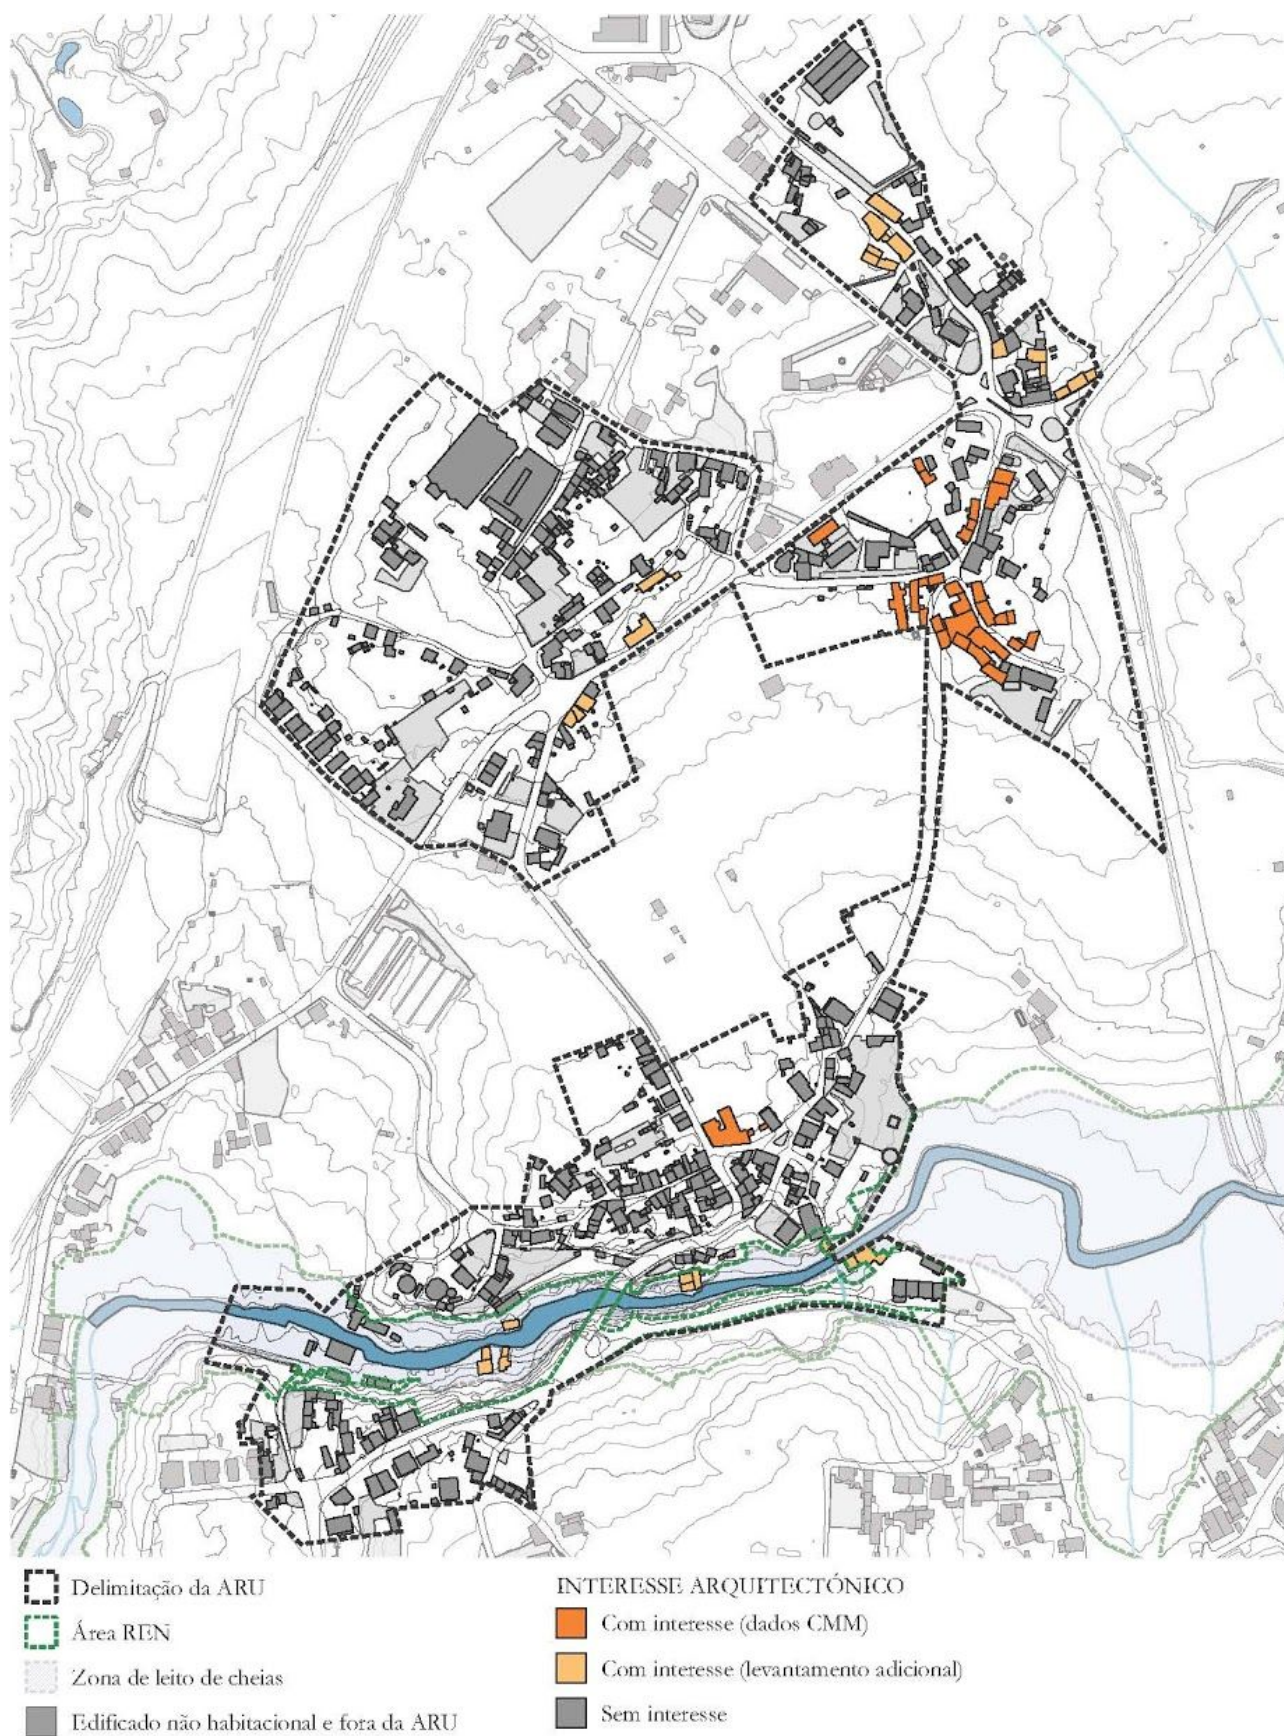 Delimitação da ARU
Área REN
Zona de leito de cheias
Edificado não habitacional e fora da ARU
INTERESSE ARQUITECTÓNICO
Com interesse (dados CMM)
Com interesse (levantamento adicional)
Sem interesse